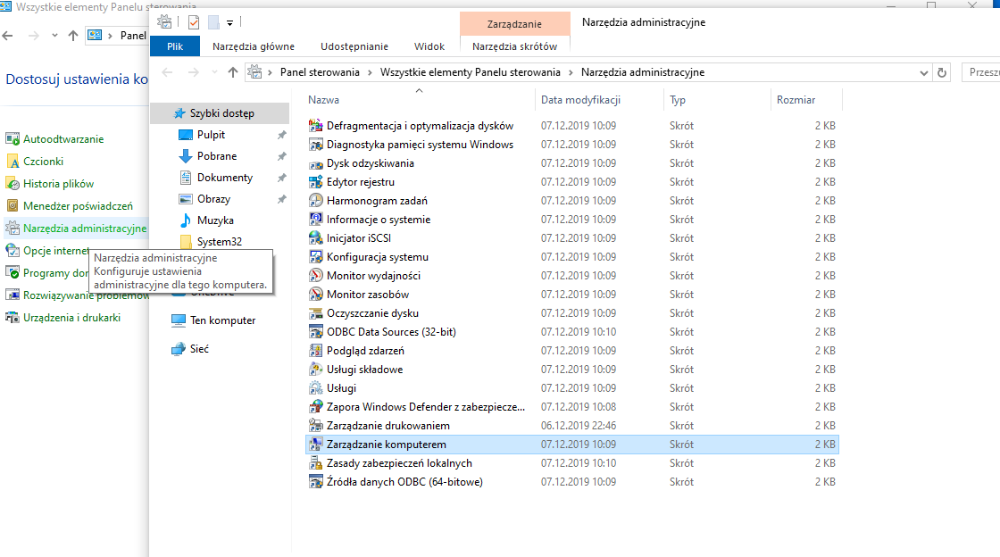 Wszystkie elementy Panelu sterowania
Panel
Dostosuj ustawienia ko
Autoodtwarzanie
Czcionki
Historia plików
Menedżer poświadczeń
Narzędzia administracyjne
Opcje internet
Programy do
Rozwiązywanie problemów
Urządzenia i drukarki
Narzędzia administracyjne
Konfiguruje ustawienia
administracyjne dla tego komputera.
Zarządzanie
Narzędzia administracyjne
Plik
Narzędzia główne
Udostępnianie
Widok
Narzędzia skrótów
Panel sterowania
Wszystkie elementy Panelu sterowania
Narzędzia administracyjne
Przesz
Szybki dostęp
Pulpit
Pobrane
Dokumenty
Obrazy
Muzyka
System32
OneDrive
Ten komputer
Sieć
Nazwa Data modyfikacji Typ Rozmiar
Defragmentacja i optymalizacja dysków 07.12.2019 10:09 Skrót 2 KB
Diagnostyka pamięci systemu Windows 07.12.2019 10:09 Skrót 2 KB
Dysk odzyskiwania 07.12.2019 10:09 Skrót 2 KB
Edytor rejestru 07.12.2019 10:09 Skrót 2 KB
Harmonogram zadań 07.12.2019 10:09 Skrót 2 KB
Informacje o systemie 07.12.2019 10:09 Skrót 2 KB
Inicjator iSCSI 07.12.2019 10:09 Skrót 2 KB
Konfiguracja systemu 07.12.2019 10:09 Skrót 2 KB
Monitor wydajności 07.12.2019 10:09 Skrót 2 KB
Monitor zasobów 07.12.2019 10:09 Skrót 2 KB
Oczyszczanie dysku 07.12.2019 10:09 Skrót 2 KB
ODBC Data Sources (32-bit) 07.12.2019 10:10 Skrót 2 KB
Podgląd zdarzeń 07.12.2019 10:09 Skrót 2 KB
Usługi składowe 07.12.2019 10:09 Skrót 2 KB
Usługi 07.12.2019 10:09 Skrót 2 KB
Zapora Windows Defender z zabezpiecze... 07.12.2019 10:08 Skrót 2 KB
Zarządzanie drukowaniem 06.12.2019 22:46 Skrót 2 KB
Zarządzanie komputerem 07.12.2019 10:09 Skrót 2 KB
Zasady zabezpieczeń lokalnych 07.12.2019 10:10 Skrót 2 KB
Źródła danych ODBC (64-bitowe) 07.12.2019 10:09 Skrót 2 KB